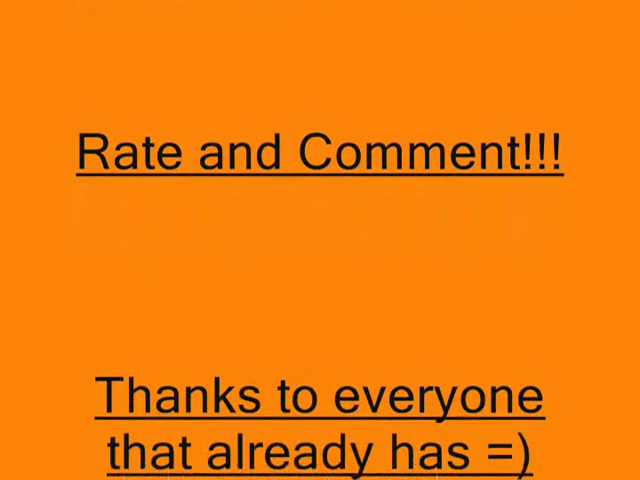 Rate and Comment!!!
Thanks to everyone
that already has =)